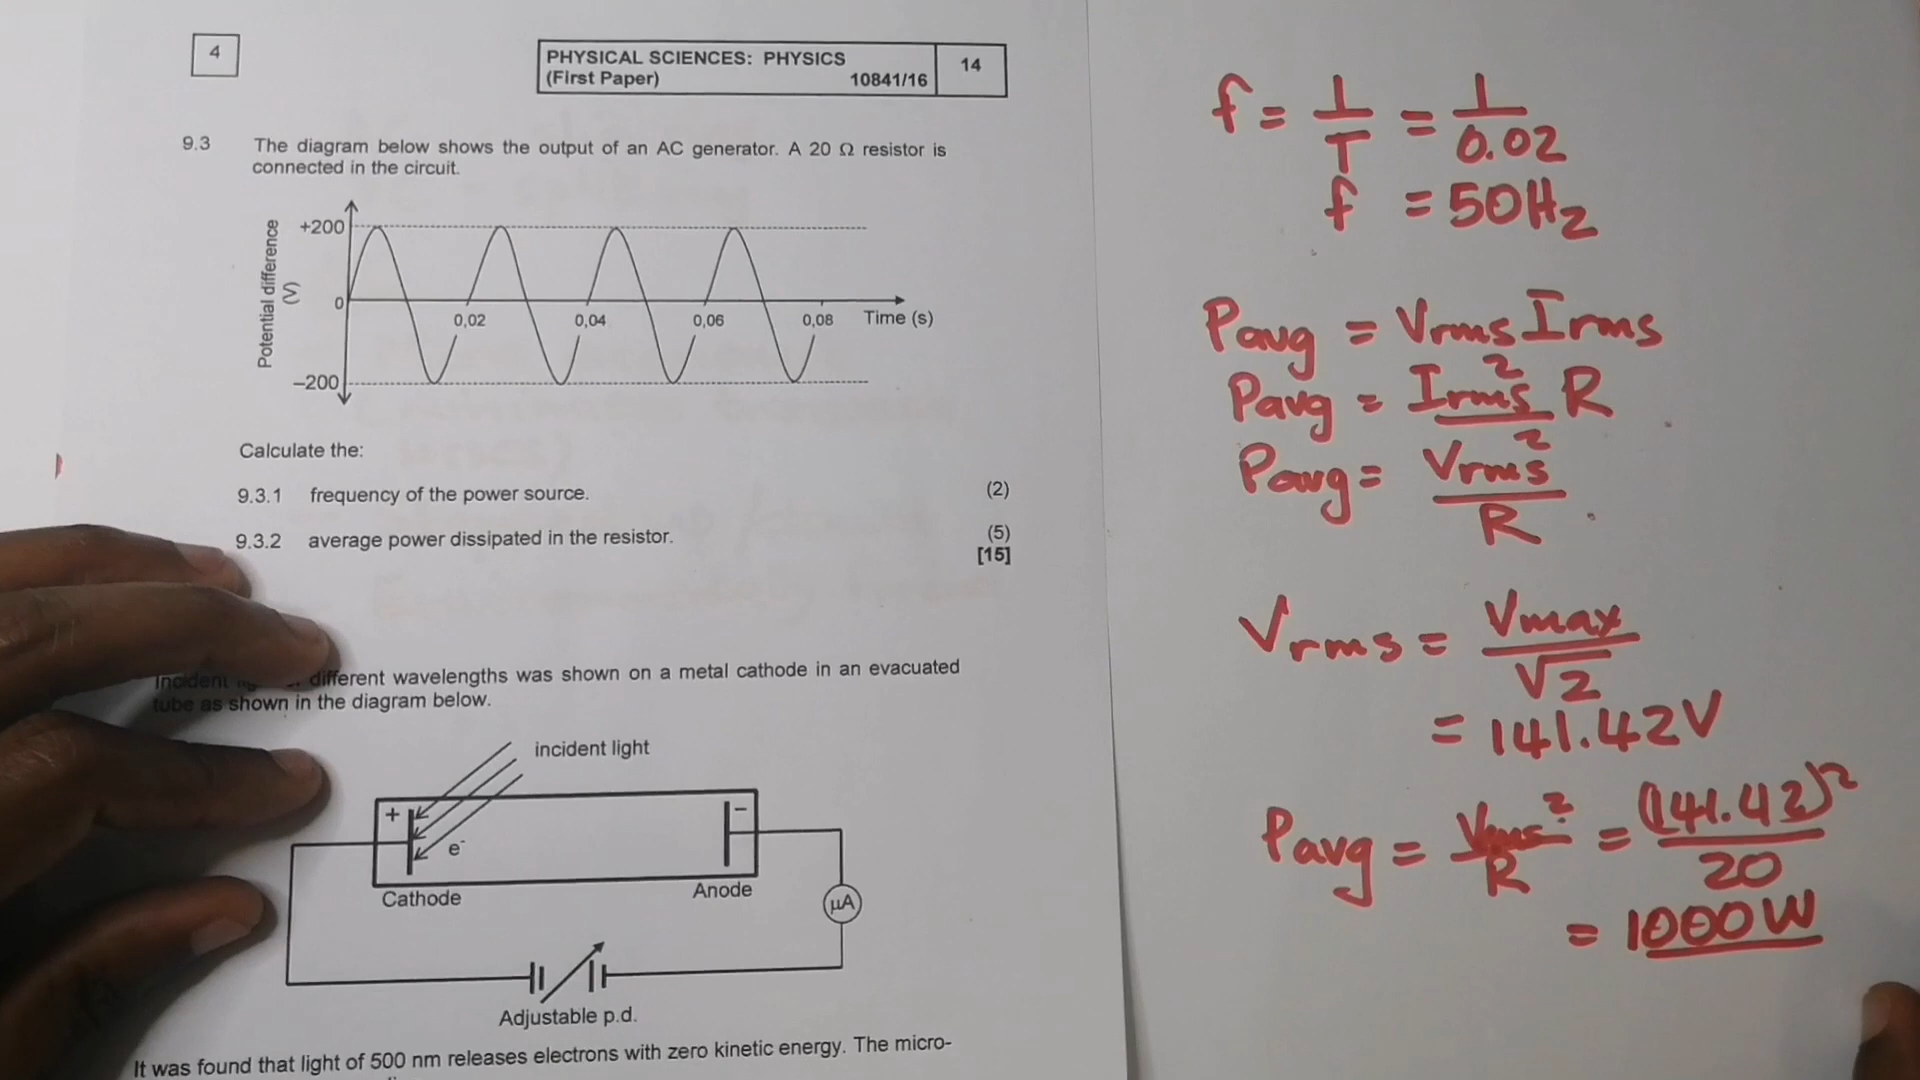 4
PHYSICAL SCIENCES: PHYSICS
(First Paper) 10841/16
14
9.3 The diagram below shows the output of an AC generator. A 20 Ω resistor is
connected in the circuit.
Potential difference
(V)
+200
0
−200
0,02 0,04 0,06 0,08 Time (s)
Calculate the:
9.3.1 frequency of the power source. (2)
9.3.2 average power dissipated in the resistor. (5)
[15]
Incident different wavelengths was shown on a metal cathode in an evacuated
tube as shown in the diagram below.
incident light
+ −
e⁻
Cathode Anode
µA
Adjustable p.d.
It was found that light of 500 nm releases electrons with zero kinetic energy. The micro-
f = 1/T = 1/0.02
f = 50Hz
Pavg = Vrms Irms
Pavg = Irms² R
Pavg = Vrms²/R
Vrms = Vmax/√2
= 141.42V
Pavg = Vrms²/R = (141.42)²/20
= 1000W